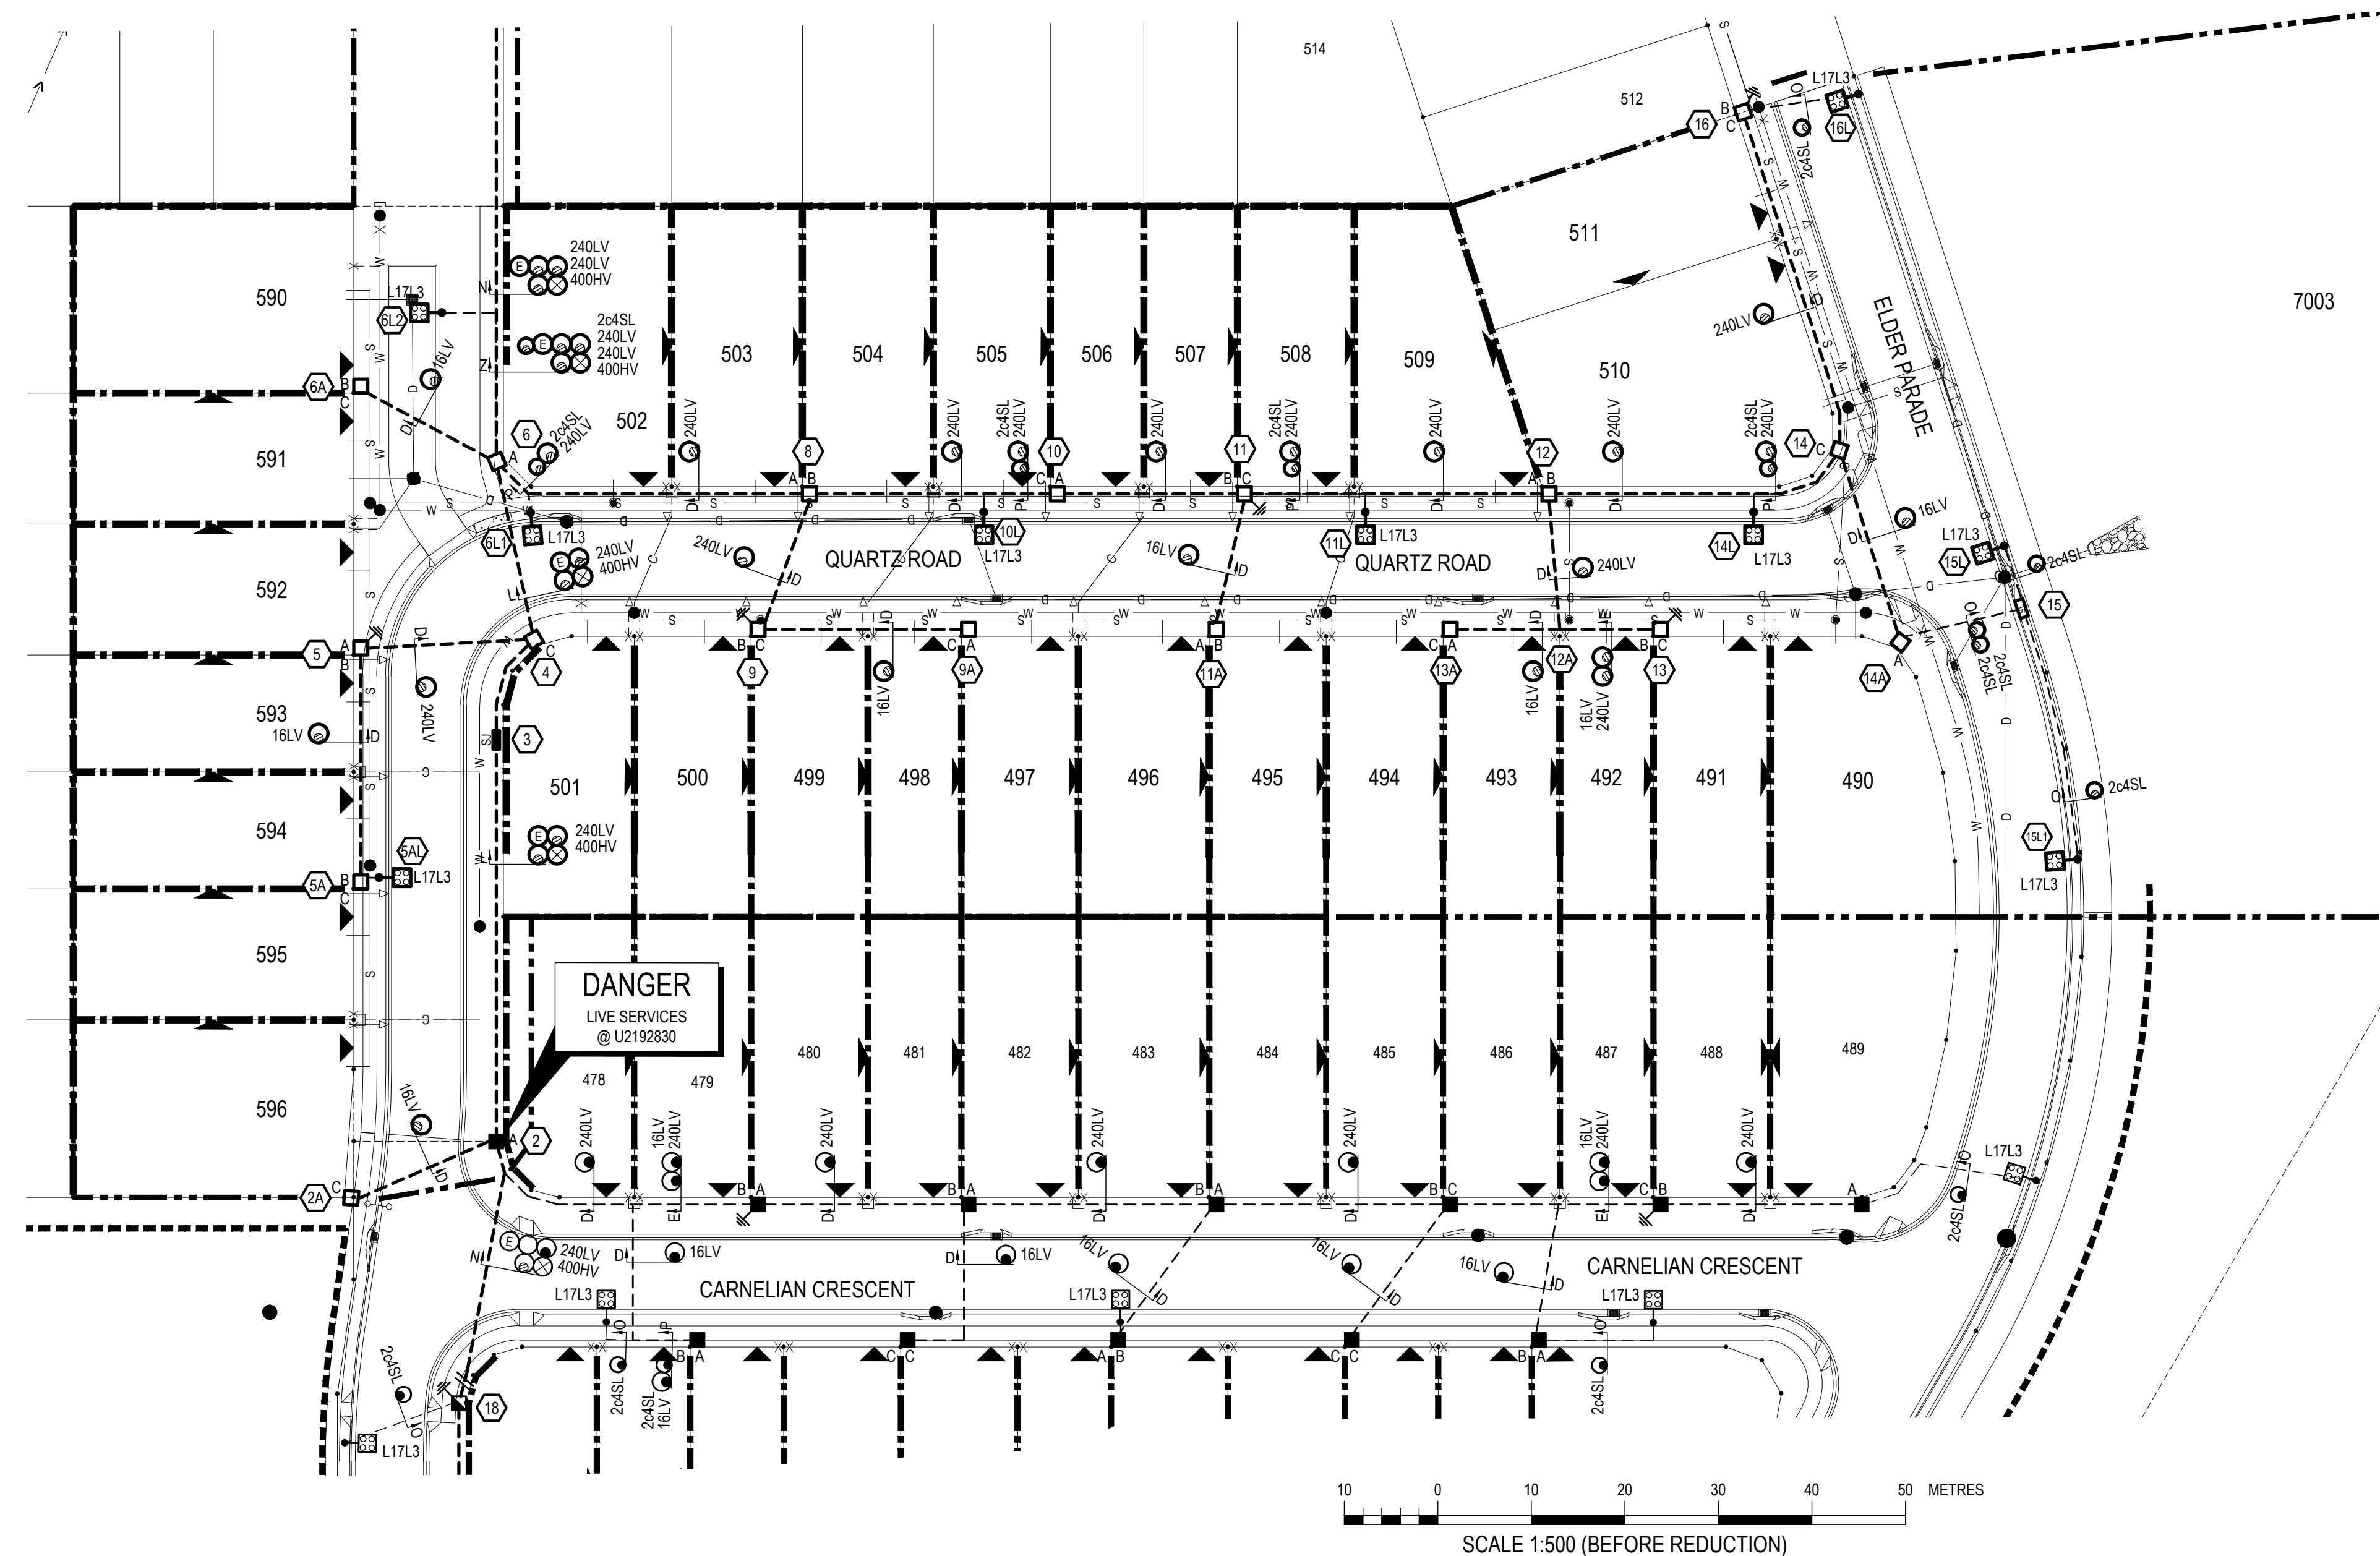 514
512
L17L3
16
B
C
16L
2c4SL
511
7003
590
L17L3
6L2
16LV
240LV
240LV
400HV
N
2c4SL
240LV
240LV
400HV
Z
ELDER PARADE
240LV
D
503
504
505
506
507
508
509
510
502
6A
B
C
591
6
A
2c4SL
240LV
P
240LV
8
A B
240LV
2c4SL
240LV
10
C A
240LV
11
B C
2c4SL
240LV
240LV
12
A B
240LV
2c4SL
240LV
14
C
D
D
P
D
P
D
D
P
6L1
L17L3
10L
L17L3
11L
L17L3
14L
L17L3
16LV
D
15L
L17L3
2c4SL
240LV
400HV
L
240LV
D
QUARTZ ROAD
16LV
D
QUARTZ ROAD
D
240LV
592
15
O
2c4SL
2c4SL
5
A
B
D
240LV
4
C
9
B C
16LV
D
9A
C A
11A
A B
13A
C A
16LV
D
12A
16LV
240LV
E
13
B C
14A
A
593
16LV
D
SJ
3
501
500
499
498
497
496
495
494
493
492
491
490
O
2c4SL
594
5AL
L17L3
5A
B
C
240LV
400HV
15L1
L17L3
595
DANGER
LIVE SERVICES
@ U2192830
478
479
480
481
482
483
484
485
486
487
488
489
596
16LV
D
A
2
2A
C
240LV
D
16LV
240LV
E
B A
240LV
D
B A
240LV
D
B A
240LV
D
B C
16LV
240LV
E
C B
240LV
D
A
L17L3
O
2c4SL
240LV
400HV
N
D
16LV
D
16LV
16LV
D
16LV
D
16LV
D
CARNELIAN CRESCENT
CARNELIAN CRESCENT
L17L3
L17L3
L17L3
O
2c4SL
P
2c4SL
16LV
B A
C C
A B
C C
B A
O
2c4SL
2c4SL
O
18
L17L3
10 0 10 20 30 40 50 METRES
SCALE 1:500 (BEFORE REDUCTION)